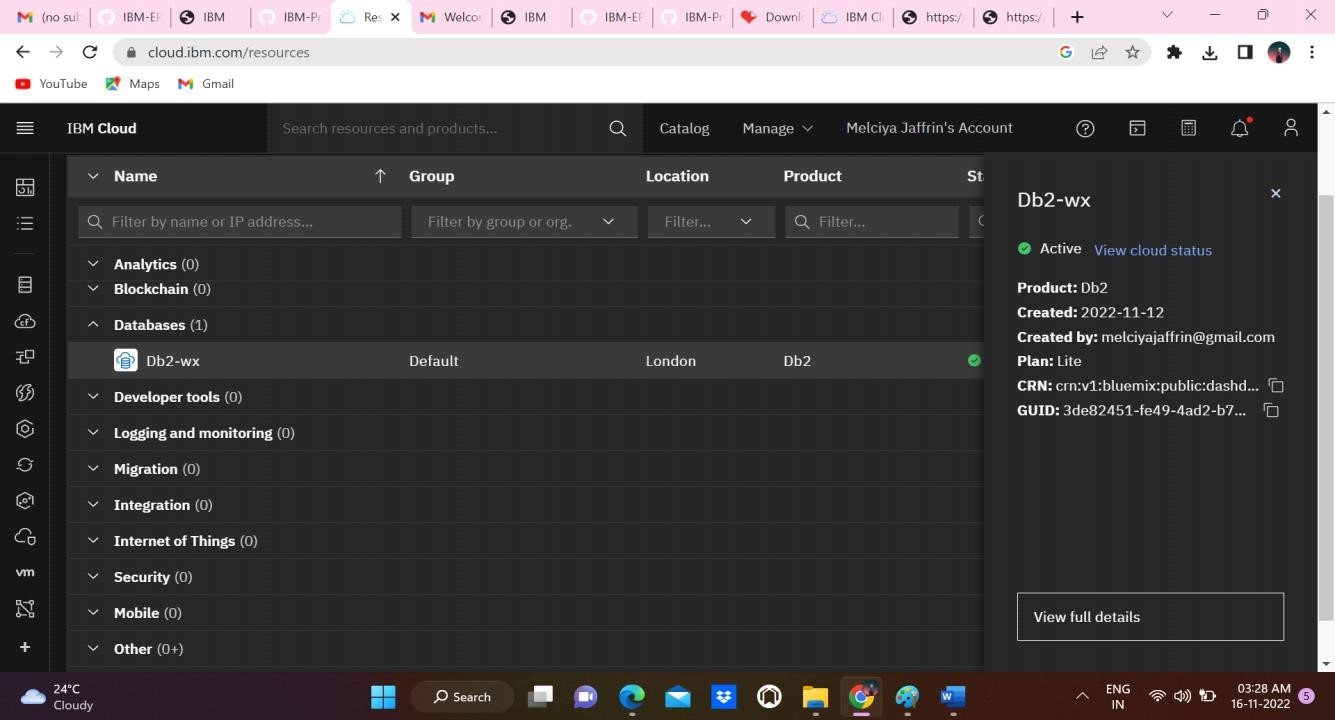 (no sub
IBM-EP
IBM
IBM-Pr
Res
Welcor
IBM
IBM-EP
IBM-Pr
Downl
IBM Cl
https:/
https:/
cloud.ibm.com/resources
YouTube
Maps
Gmail
IBM Cloud
Search resources and products...
Catalog
Manage
Melciya Jaffrin's Account
Name
Group
Location
Product
Sta
Filter by name or IP address...
Filter by group or org.
Filter...
Filter...
Analytics (0)
Blockchain (0)
Databases (1)
Db2-wx
Default
London
Db2
Developer tools (0)
Logging and monitoring (0)
Migration (0)
Integration (0)
Internet of Things (0)
Security (0)
Mobile (0)
Other (0+)
Db2-wx
Active
View cloud status
Product: Db2
Created: 2022-11-12
Created by: melciyajaffrin@gmail.com
Plan: Lite
CRN: crn:v1:bluemix:public:dashd...
GUID: 3de82451-fe49-4ad2-b7...
View full details
vm
24°C
Cloudy
Search
ENG
IN
03:28 AM
16-11-2022
5